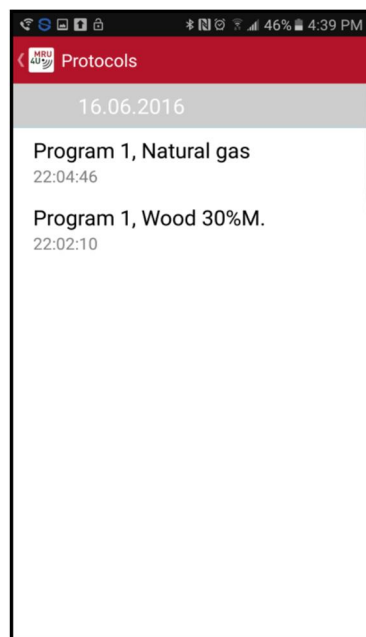 46% 4:39 PM
MRU
4U
Protocols
16.06.2016
Program 1, Natural gas
22:04:46
Program 1, Wood 30%M.
22:02:10